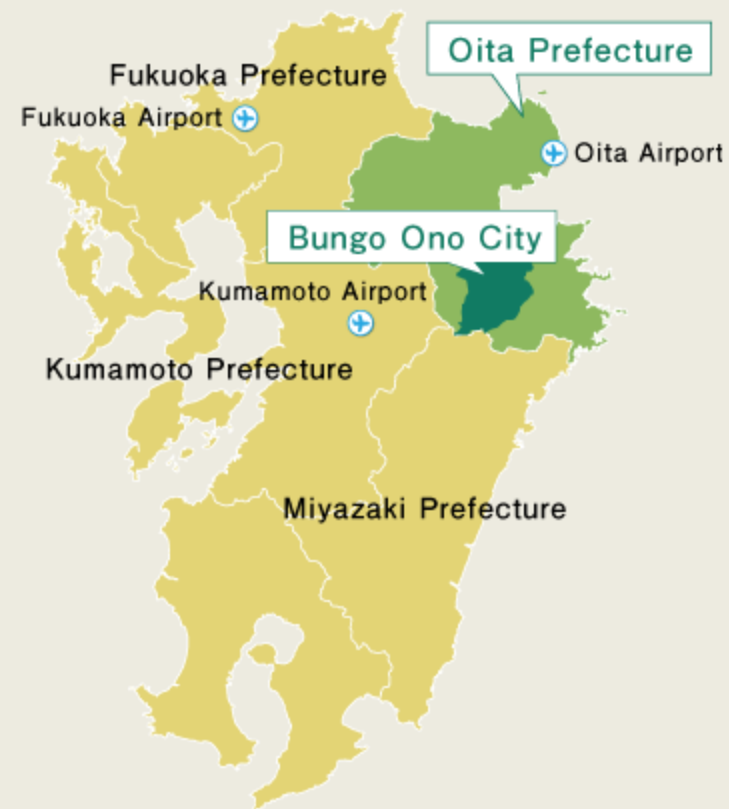 Oita Prefecture
Fukuoka Prefecture
Fukuoka Airport
Oita Airport
Bungo Ono City
Kumamoto Airport
Kumamoto Prefecture
Miyazaki Prefecture